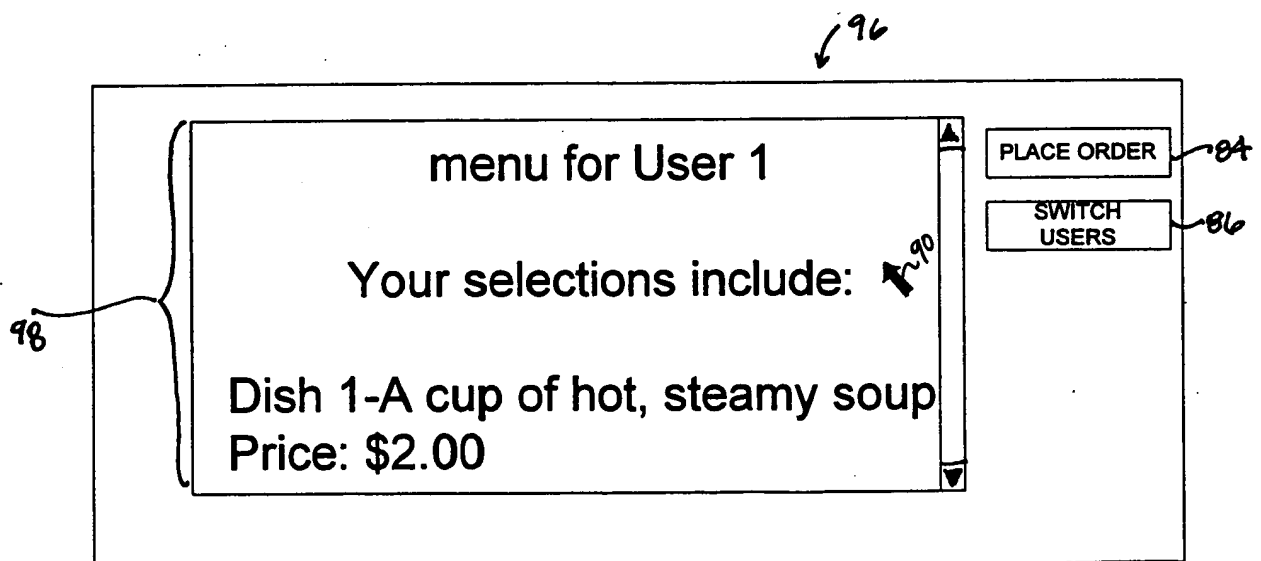 96
menu for User 1
PLACE ORDER
84
SWITCH
USERS
86
90
Your selections include:
98
Dish 1-A cup of hot, steamy soup
Price: $2.00